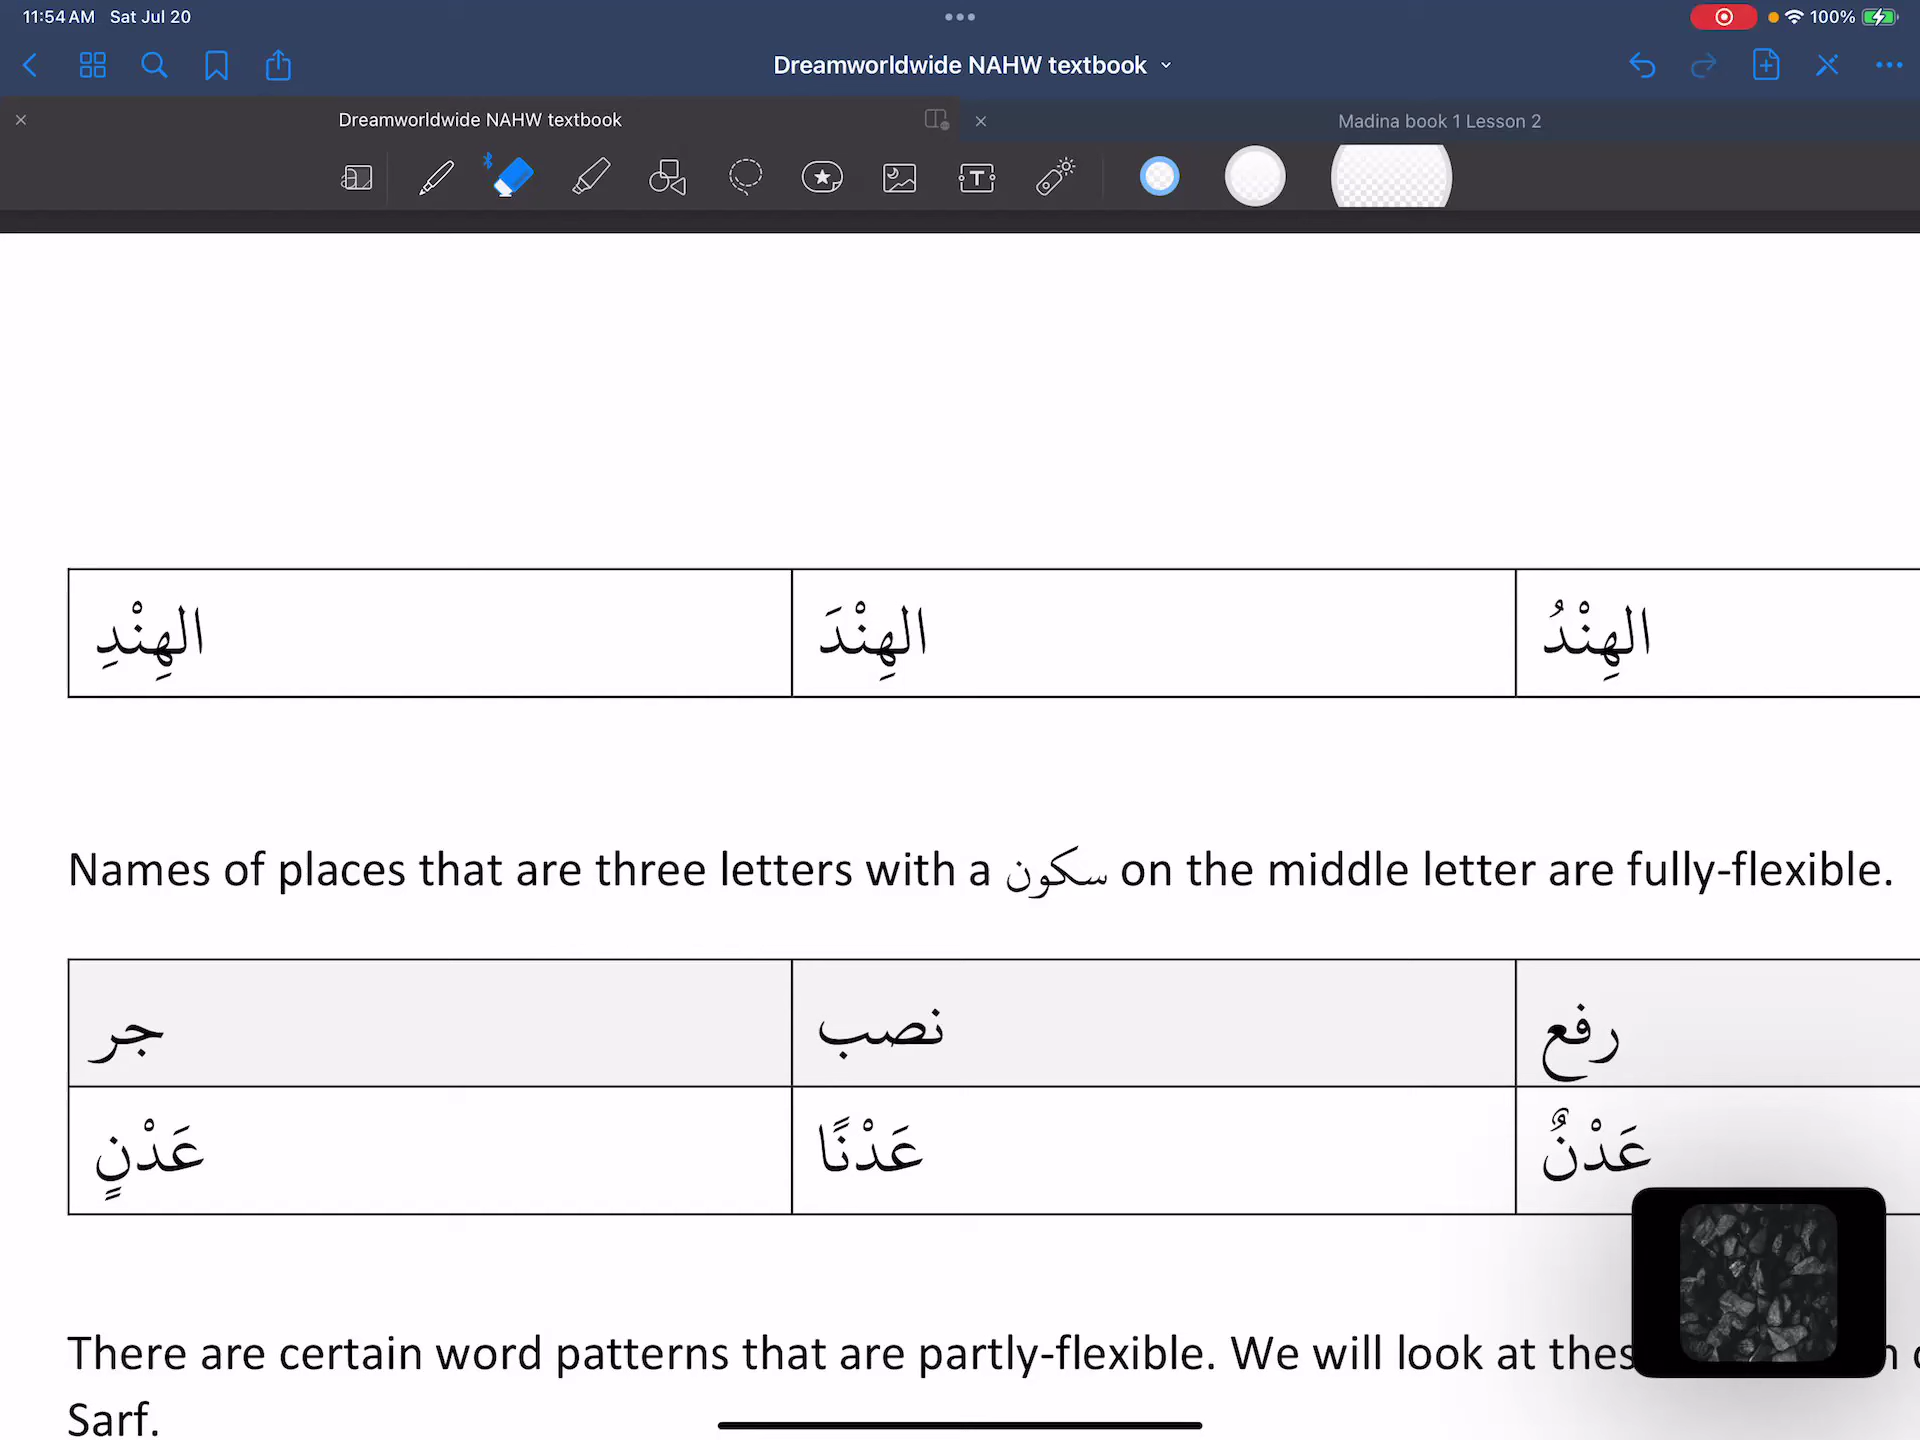 11:54 AM Sat Jul 20
100%
Dreamworldwide NAHW textbook
Dreamworldwide NAHW textbook
Madina book 1 Lesson 2
الهِنْدُ الهِنْدَ الهِنْدِ
Names of places that are three letters with a سكون on the middle letter are fully-flexible.
رفع نصب جر
عَدْنٌ عَدْنًا عَدْنٍ
There are certain word patterns that are partly-flexible. We will look at
Sarf.